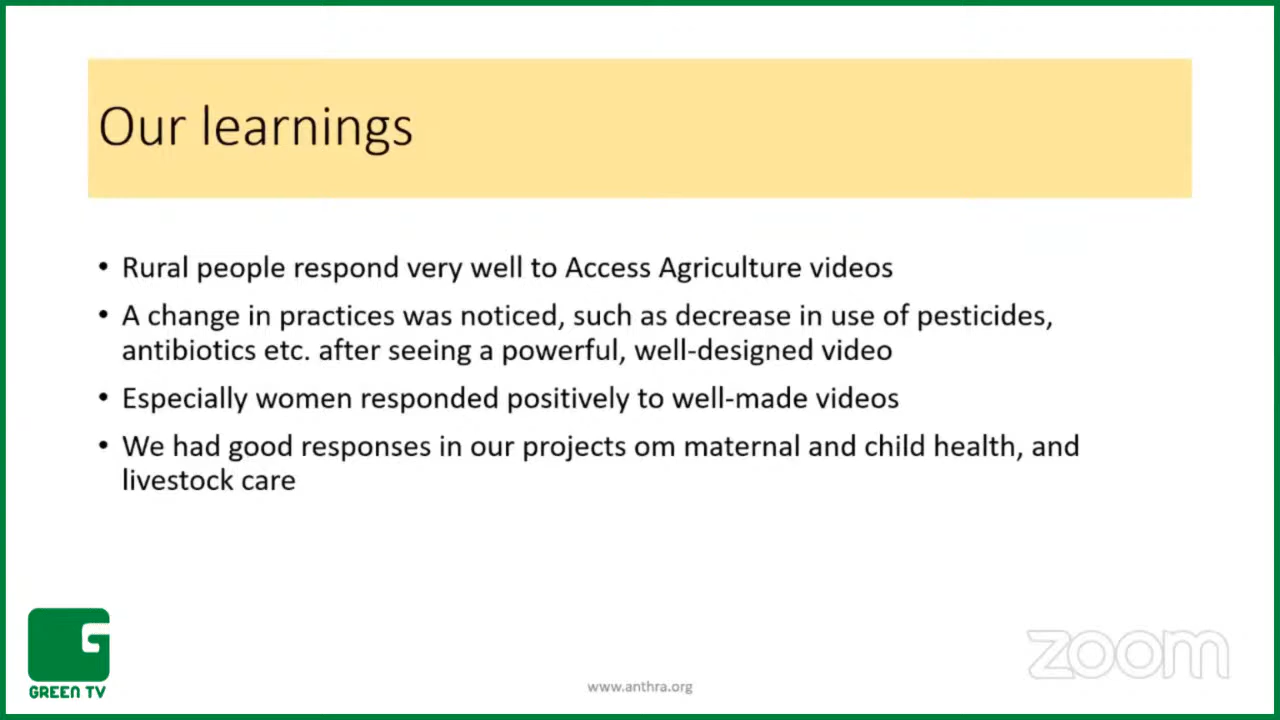 Our learnings
• Rural people respond very well to Access Agriculture videos
• A change in practices was noticed, such as decrease in use of pesticides,
antibiotics etc. after seeing a powerful, well-designed video
• Especially women responded positively to well-made videos
• We had good responses in our projects om maternal and child health, and
livestock care
G
GREEN TV
www.anthra.org
zoom